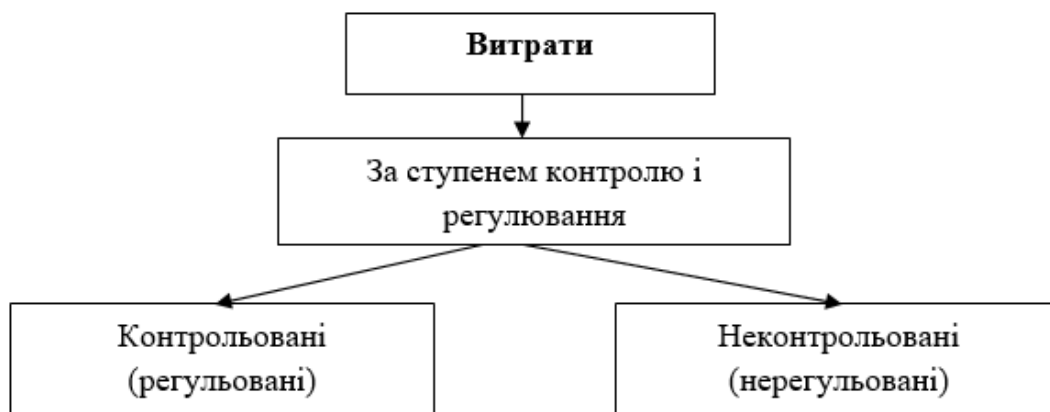 Витрати
За ступенем контролю і
регулювання
Контрольовані
(регульовані)
Неконтрольовані
(нерегульовані)